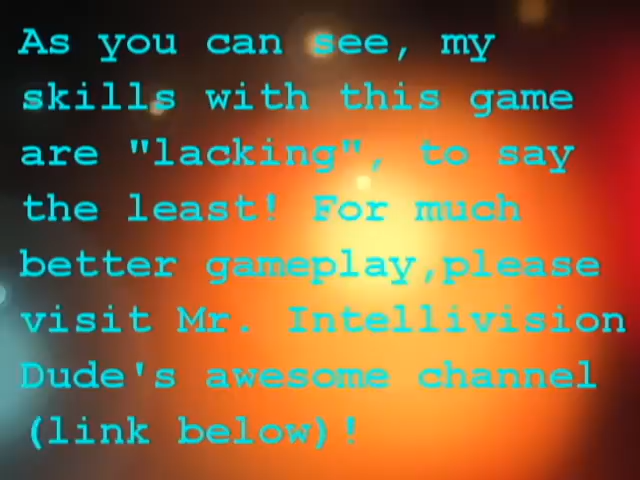 As you can see, my
skills with this game
are "lacking", to say
the least! For much
better gameplay,please
visit Mr. Intellivision
Dude's awesome channel
(link below)!